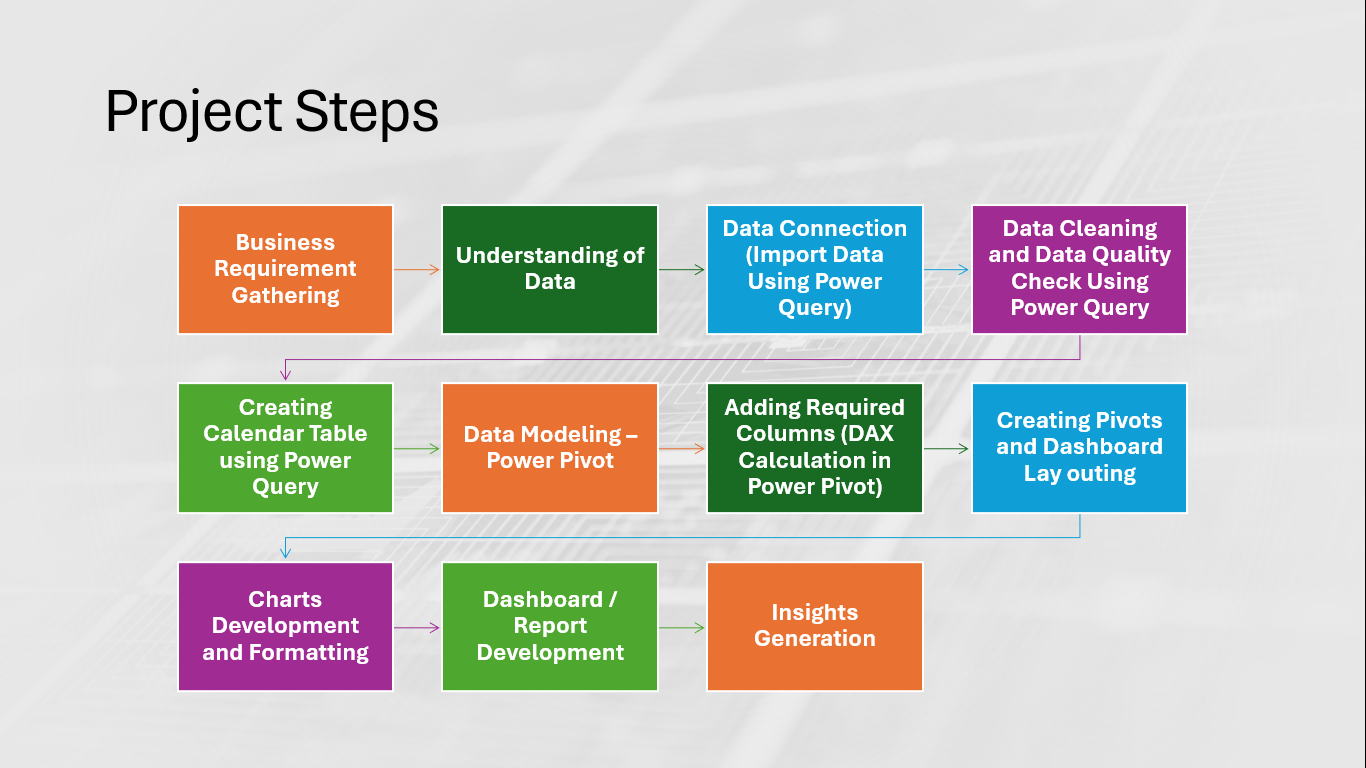 Project Steps
Business
Requirement
Gathering
Understanding of
Data
Data Connection
(Import Data
Using Power
Query)
Data Cleaning
and Data Quality
Check Using
Power Query
Creating
Calendar Table
using Power
Query
Data Modeling –
Power Pivot
Adding Required
Columns (DAX
Calculation in
Power Pivot)
Creating Pivots
and Dashboard
Lay outing
Charts
Development
and Formatting
Dashboard /
Report
Development
Insights
Generation